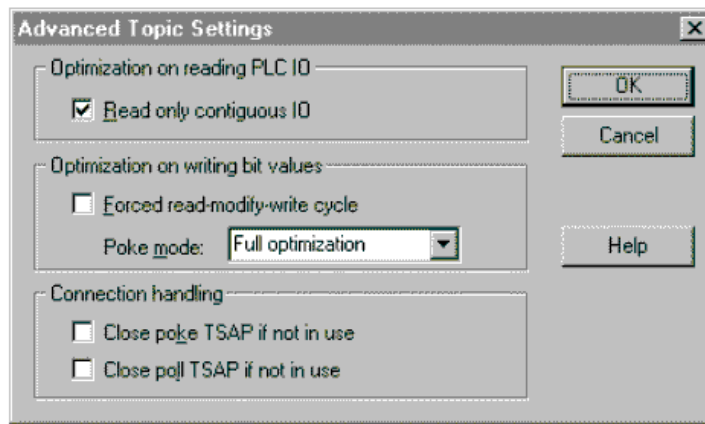 Advanced Topic Settings
Optimization on reading PLC IO
Read only contiguous IO
OK
Cancel
Optimization on writing bit values
Forced read-modify-write cycle
Poke mode: Full optimization
Help
Connection handling
Close poke TSAP if not in use
Close poll TSAP if not in use